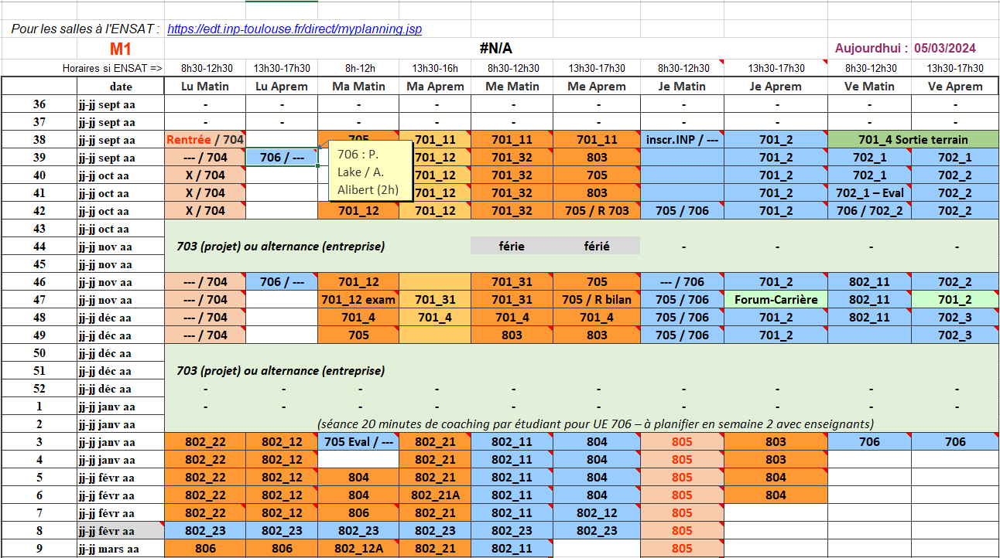 Pour les salles à l'ENSAT : https://edt.inp-toulouse.fr/direct/myplanning.jsp
M1 #N/A Aujourdhui : 05/03/2024
Horaires si ENSAT => 8h30-12h30 13h30-17h30 8h-12h 13h30-16h 8h30-12h30 13h30-17h30 8h30-12h30 13h30-17h30 8h30-12h30 13h30-17h30
date Lu Matin Lu Aprem Ma Matin Ma Aprem Me Matin Me Aprem Je Matin Je Aprem Ve Matin Ve Aprem
36 jj-jj sept aa - - - - - - - - - -
37 jj-jj sept aa - - - - - - - - - -
38 jj-jj sept aa Rentrée / 704 705 701_11 701_11 701_11 inscr.INP / --- 701_2 701_4 Sortie terrain
39 jj-jj sept aa --- / 704 706 / --- 706 : P. 701_12 701_32 803 701_2 702_1 702_1
40 jj-jj oct aa X / 704 Lake / A. 701_12 701_32 705 701_2 702_1 702_2
41 jj-jj oct aa X / 704 Alibert (2h) 701_12 701_32 803 701_2 702_1 – Eval 702_2
42 jj-jj oct aa X / 704 701_12 701_12 701_32 705 / R 703 705 / 706 701_2 706 / 702_2 702_2
43 jj-jj oct aa
44 jj-jj nov aa 703 (projet) ou alternance (entreprise) férie férié - - - -
45 jj-jj nov aa
46 jj-jj nov aa --- / 704 706 / --- 701_12 701_31 705 --- / 706 701_2 802_11 702_2
47 jj-jj nov aa --- / 704 701_12 exam 701_31 701_31 705 / R bilan 705 / 706 Forum-Carrière 802_11 701_2
48 jj-jj déc aa --- / 704 701_4 701_4 701_4 701_4 705 / 706 701_2 802_11 702_3
49 jj-jj déc aa --- / 704 705 803 803 705 / 706 701_2 702_3
50 jj-jj déc aa
51 jj-jj déc aa 703 (projet) ou alternance (entreprise)
52 jj-jj déc aa - - - - - - - - - -
1 jj-jj janv aa - - - - - - - - - -
2 jj-jj janv aa (séance 20 minutes de coaching par étudiant pour UE 706 – à planifier en semaine 2 avec enseignants)
3 jj-jj janv aa 802_22 802_12 705 Eval / --- 802_21 802_11 804 805 803 706 706
4 jj-jj janv aa 802_22 802_12 802_21 802_11 804 805 803
5 jj-jj févr aa 802_22 802_12 804 802_21 802_11 804 805 804
6 jj-jj févr aa 802_22 802_12 804 802_21A 802_11 804 805 804
7 jj-jj févr aa 802_22 802_12 806 802_21 802_11 802_12 805
8 jj-jj févr aa 802_23 802_23 802_23 802_23 802_23 802_23 805
9 jj-jj mars aa 806 806 802_12A 802_21 802_11 805